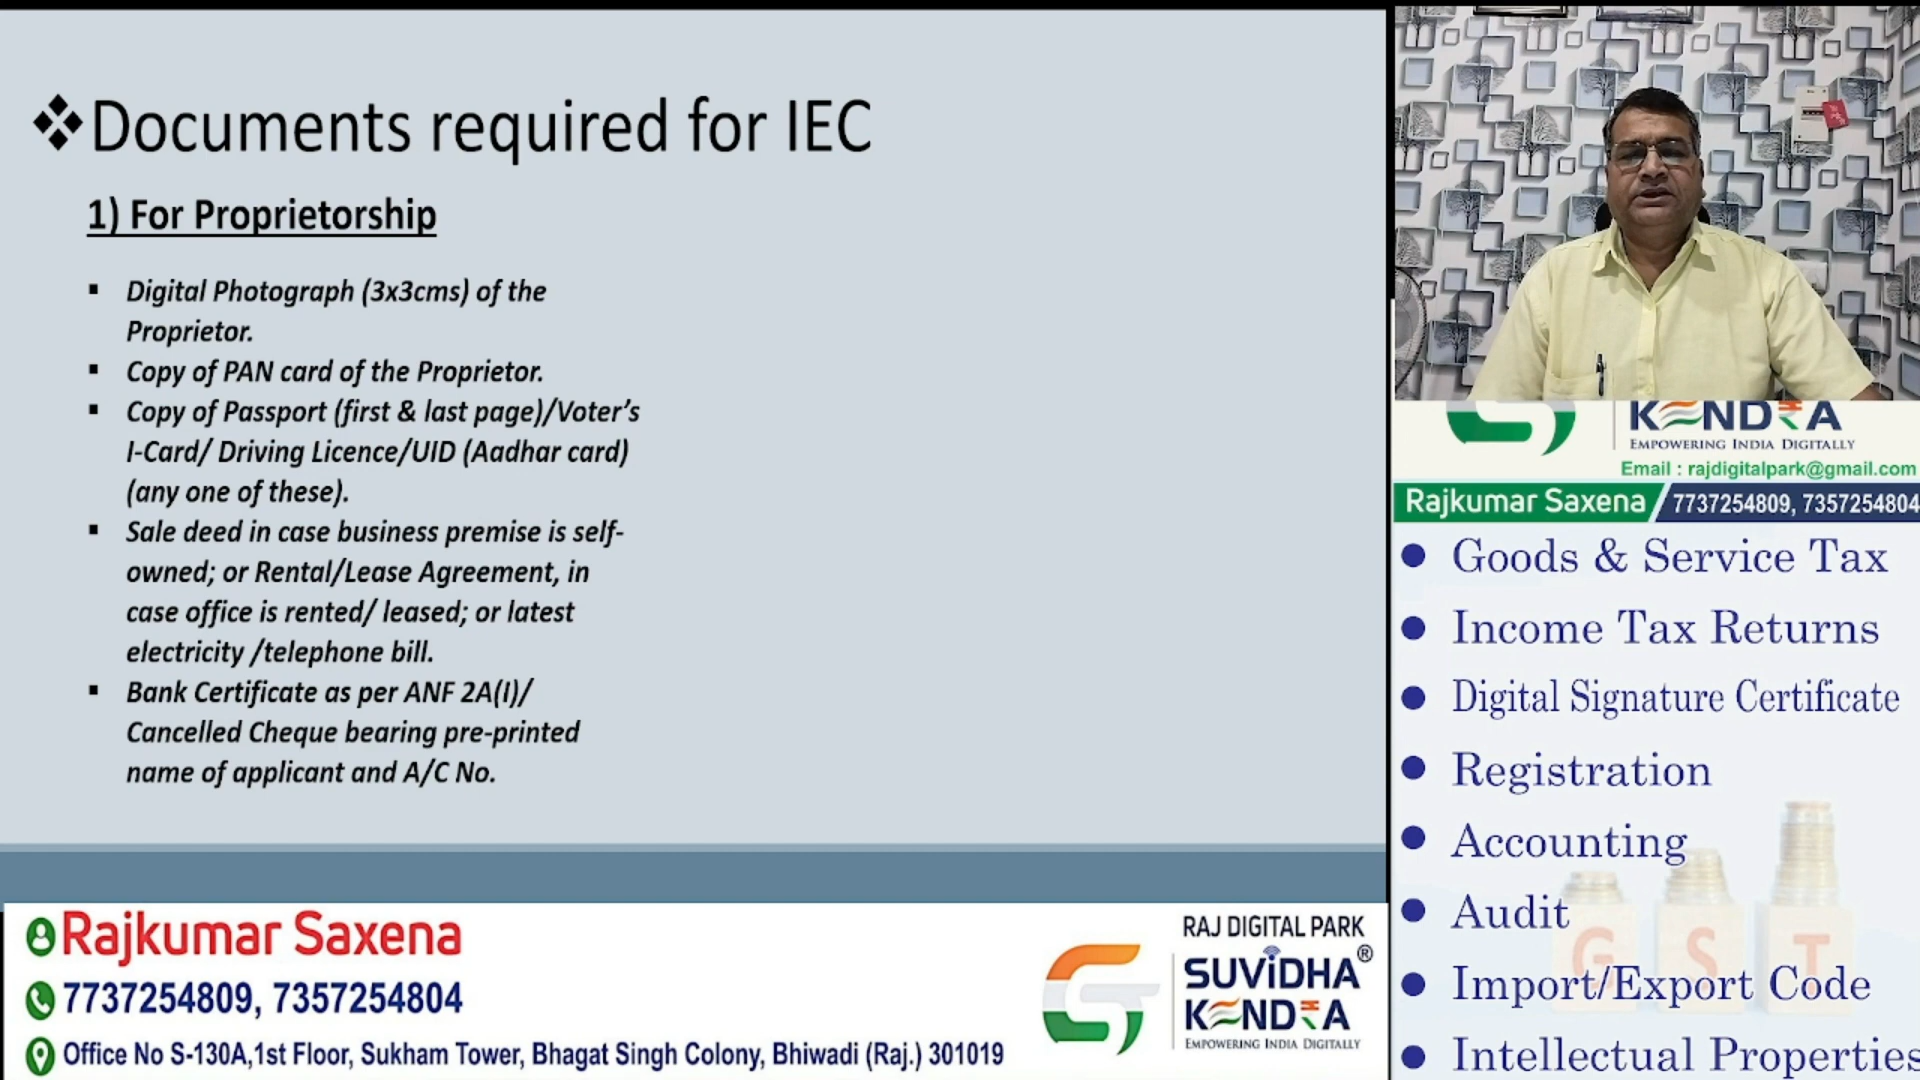 Documents required for IEC
1) For Proprietorship
Digital Photograph (3x3cms) of the
Proprietor.
Copy of PAN card of the Proprietor.
Copy of Passport (first & last page)/Voter's
I-Card/ Driving Licence/UID (Aadhar card)
(any one of these).
Sale deed in case business premise is self-
owned; or Rental/Lease Agreement, in
case office is rented/ leased; or latest
electricity /telephone bill.
Bank Certificate as per ANF 2A(I)/
Cancelled Cheque bearing pre-printed
name of applicant and A/C No.
Rajkumar Saxena
7737254809, 7357254804
Office No S-130A,1st Floor, Sukham Tower, Bhagat Singh Colony, Bhiwadi (Raj.) 301019
RAJ DIGITAL PARK
SUVIDHA®
KENDRA
EMPOWERING INDIA DIGITALLY
KENDRA
EMPOWERING INDIA DIGITALLY
Email : rajdigitalpark@gmail.com
Rajkumar Saxena 7737254809, 7357254804
Goods & Service Tax
Income Tax Returns
Digital Signature Certificate
Registration
Accounting
Audit
Import/Export Code
Intellectual Properties
G S T